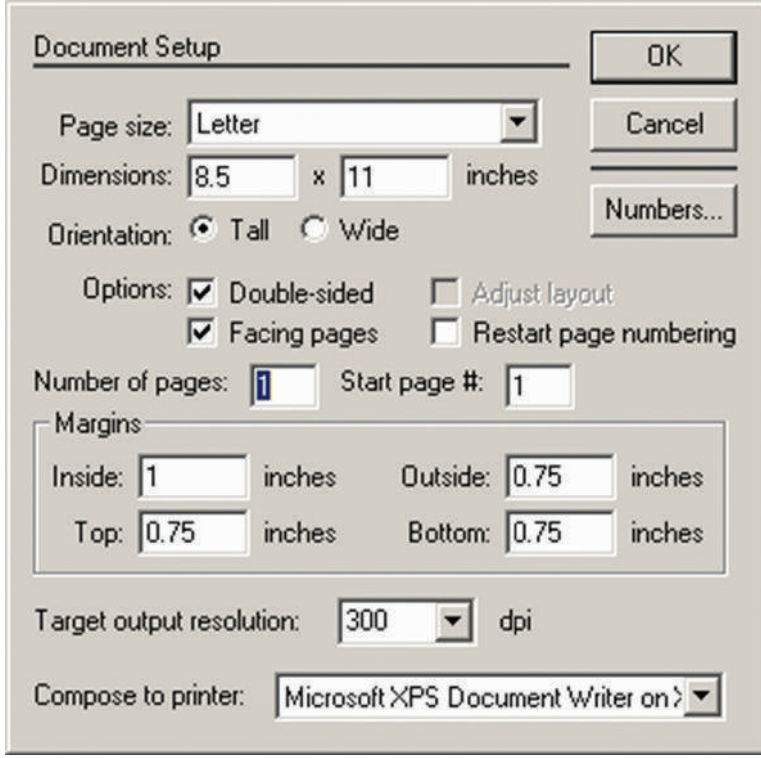 Document Setup
OK
Page size: Letter
Cancel
Dimensions: 8.5 x 11 inches
Numbers...
Orientation: Tall Wide
Options: Double-sided Adjust layout
Facing pages Restart page numbering
Number of pages: 1 Start page #: 1
Margins
Inside: 1 inches Outside: 0.75 inches
Top: 0.75 inches Bottom: 0.75 inches
Target output resolution: 300 dpi
Compose to printer: Microsoft XPS Document Writer on